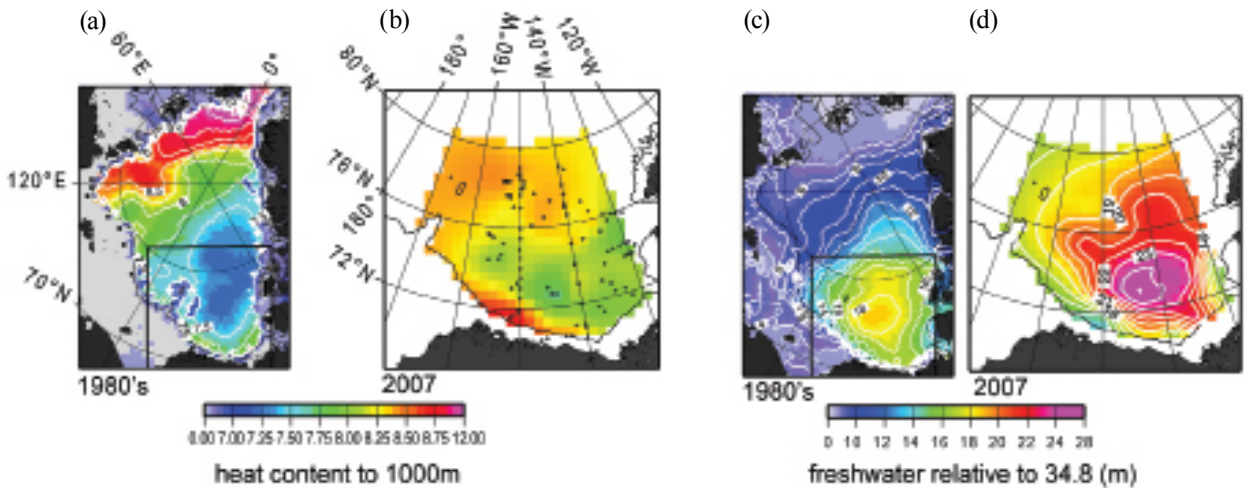 (a)
(b)
(c)
(d)
60°E
0°
180°
160°W
140°W
120°W
80°N
76°N
180°
72°N
120°E
70°N
1980's
2007
1980's
2007
0.00 7.00 7.25 7.50 7.75 8.00 8.25 8.50 8.75 12.00
0 10 12 14 16 18 20 22 24 28
heat content to 1000m
freshwater relative to 34.8 (m)